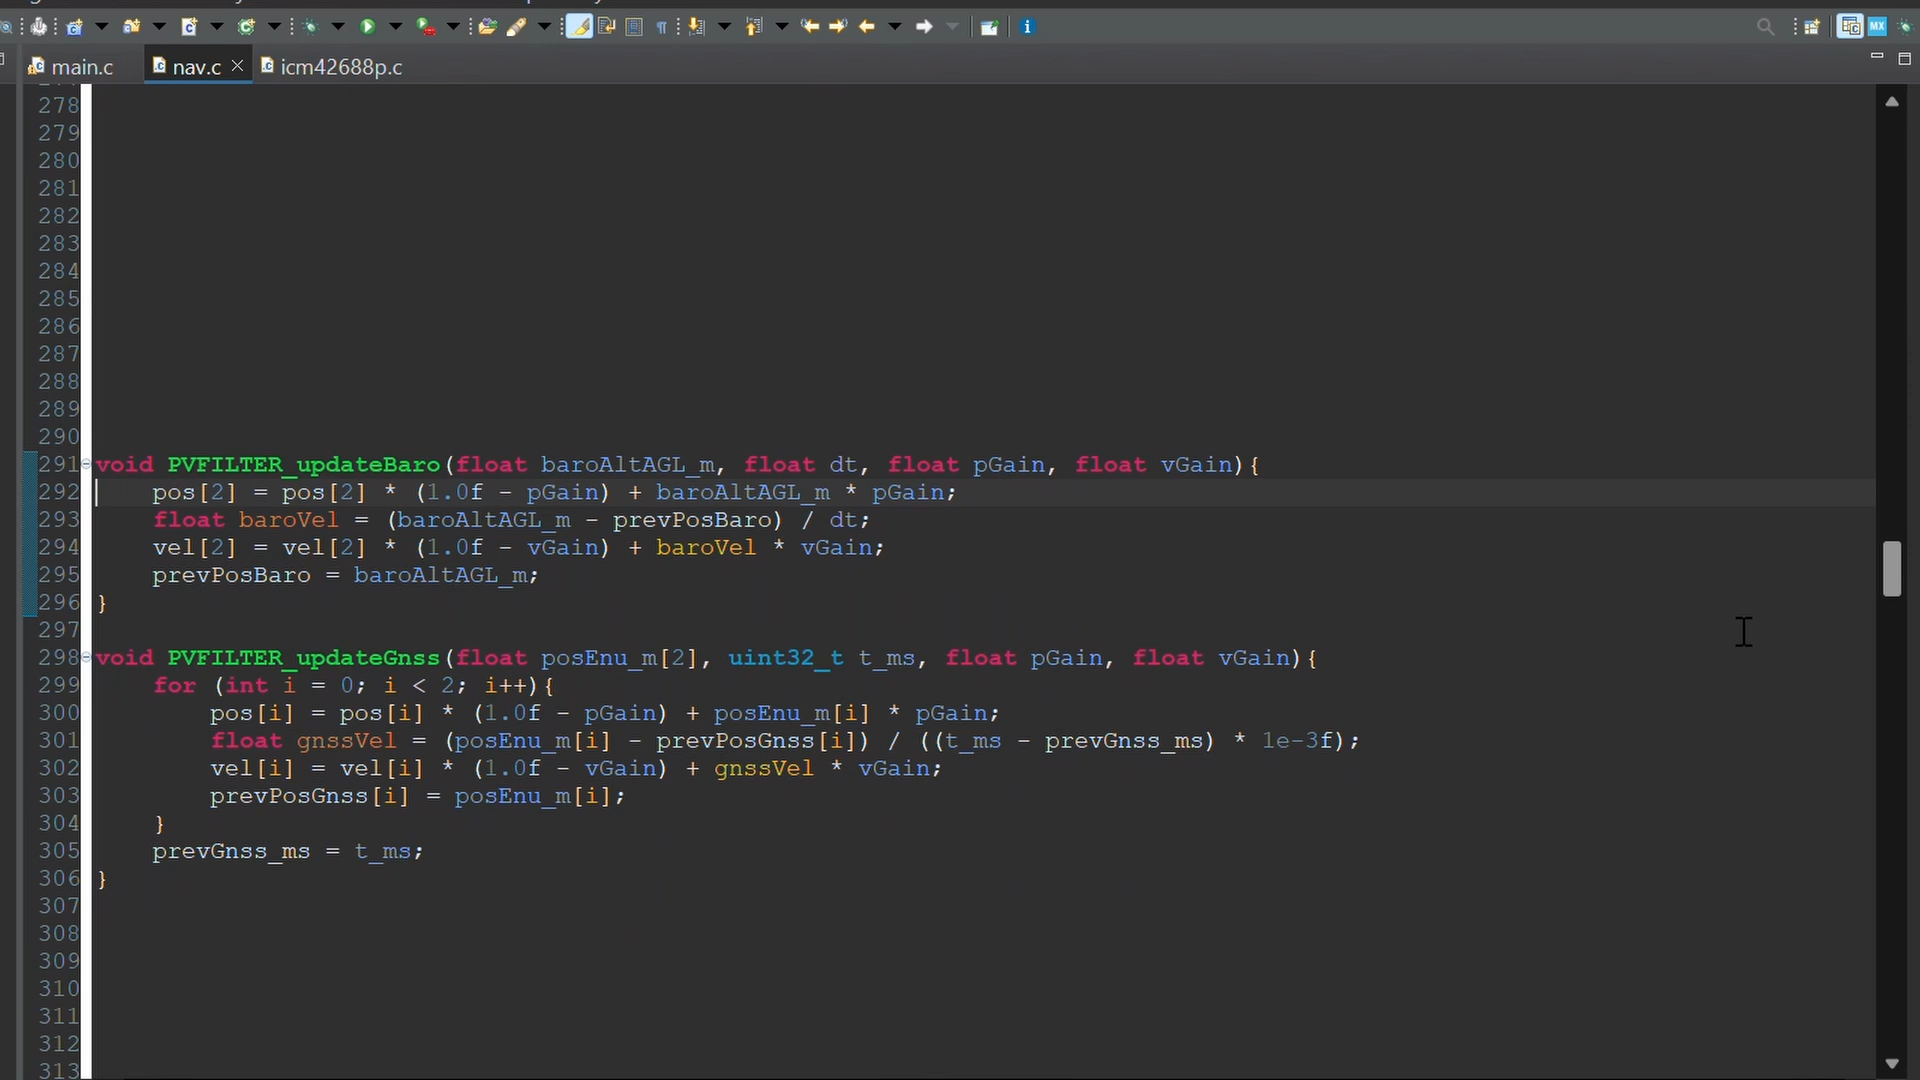 main.c nav.c icm42688p.c
278
279
280
281
282
283
284
285
286
287
288
289
290
291 void PVFILTER_updateBaro(float baroAltAGL_m, float dt, float pGain, float vGain){
292 pos[2] = pos[2] * (1.0f - pGain) + baroAltAGL_m * pGain;
293 float baroVel = (baroAltAGL_m - prevPosBaro) / dt;
294 vel[2] = vel[2] * (1.0f - vGain) + baroVel * vGain;
295 prevPosBaro = baroAltAGL_m;
296 }
297
298 void PVFILTER_updateGnss(float posEnu_m[2], uint32_t t_ms, float pGain, float vGain){
299 for (int i = 0; i < 2; i++){
300 pos[i] = pos[i] * (1.0f - pGain) + posEnu_m[i] * pGain;
301 float gnssVel = (posEnu_m[i] - prevPosGnss[i]) / ((t_ms - prevGnss_ms) * 1e-3f);
302 vel[i] = vel[i] * (1.0f - vGain) + gnssVel * vGain;
303 prevPosGnss[i] = posEnu_m[i];
304 }
305 prevGnss_ms = t_ms;
306 }
307
308
309
310
311
312
313